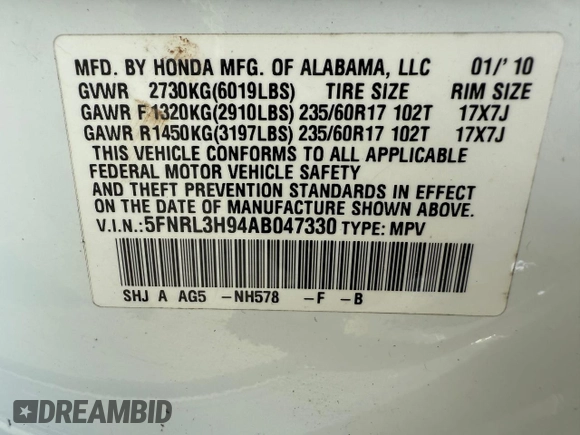 MFD. BY HONDA MFG. OF ALABAMA, LLC 01/'10
GVWR 2730KG(6019LBS) TIRE SIZE RIM SIZE
GAWR F1320KG(2910LBS) 235/60R17 102T 17X7J
GAWR R1450KG(3197LBS) 235/60R17 102T 17X7J
THIS VEHICLE CONFORMS TO ALL APPLICABLE
FEDERAL MOTOR VEHICLE SAFETY
AND THEFT PREVENTION STANDARDS IN EFFECT
ON THE DATE OF MANUFACTURE SHOWN ABOVE.
V.I.N.:5FNRL3H94AB047330 TYPE: MPV
SHJ A AG5 -NH578 -F -B
DREAMBID